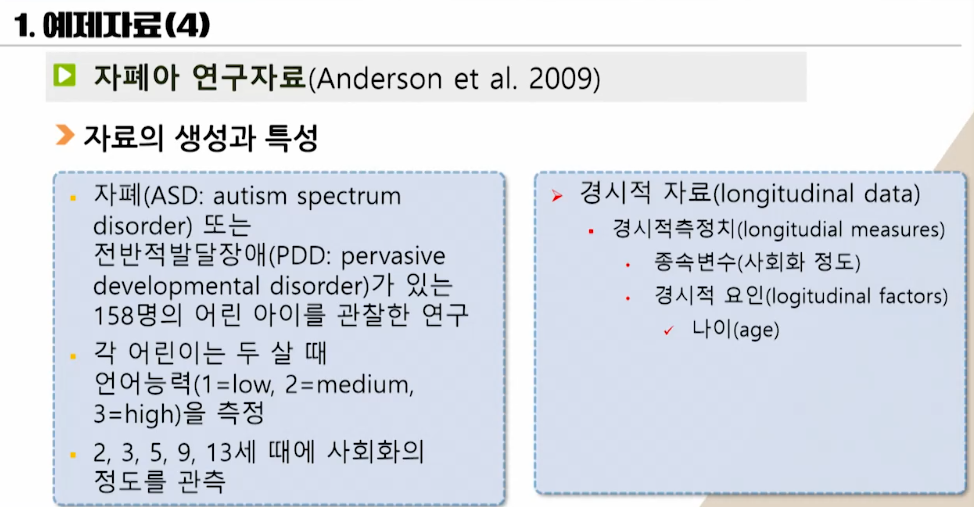 1. 예제자료(4)
자폐아 연구자료(Anderson et al. 2009)
자료의 생성과 특성
자폐(ASD: autism spectrum
disorder) 또는
전반적발달장애(PDD: pervasive
developmental disorder)가 있는
158명의 어린 아이를 관찰한 연구
각 어린이는 두 살 때
언어능력(1=low, 2=medium,
3=high)을 측정
2, 3, 5, 9, 13세 때에 사회화의
정도를 관측
경시적 자료(longitudinal data)
경시적측정치(longitudial measures)
종속변수(사회화 정도)
경시적 요인(logitudinal factors)
나이(age)